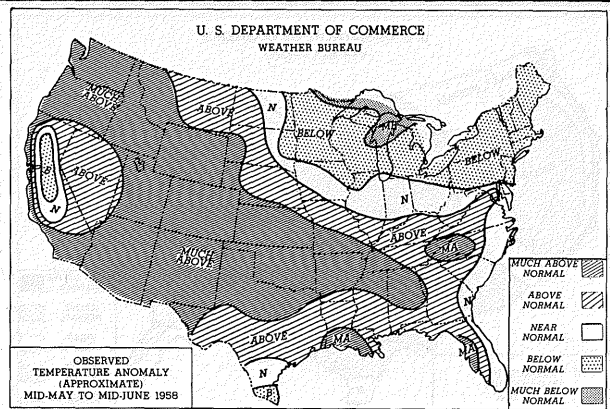 U. S. DEPARTMENT OF COMMERCE
WEATHER BUREAU
MUCH
ABOVE
ABOVE
N
BELOW
BELOW
ABOVE
B
N
N
ABOVE
MA
MUCH
ABOVE
N
ABOVE
MA
N
B
MUCH ABOVE
NORMAL
ABOVE
NORMAL
NEAR
NORMAL
BELOW
NORMAL
MUCH BELOW
NORMAL
OBSERVED
TEMPERATURE ANOMALY
(APPROXIMATE)
MID-MAY TO MID-JUNE 1958